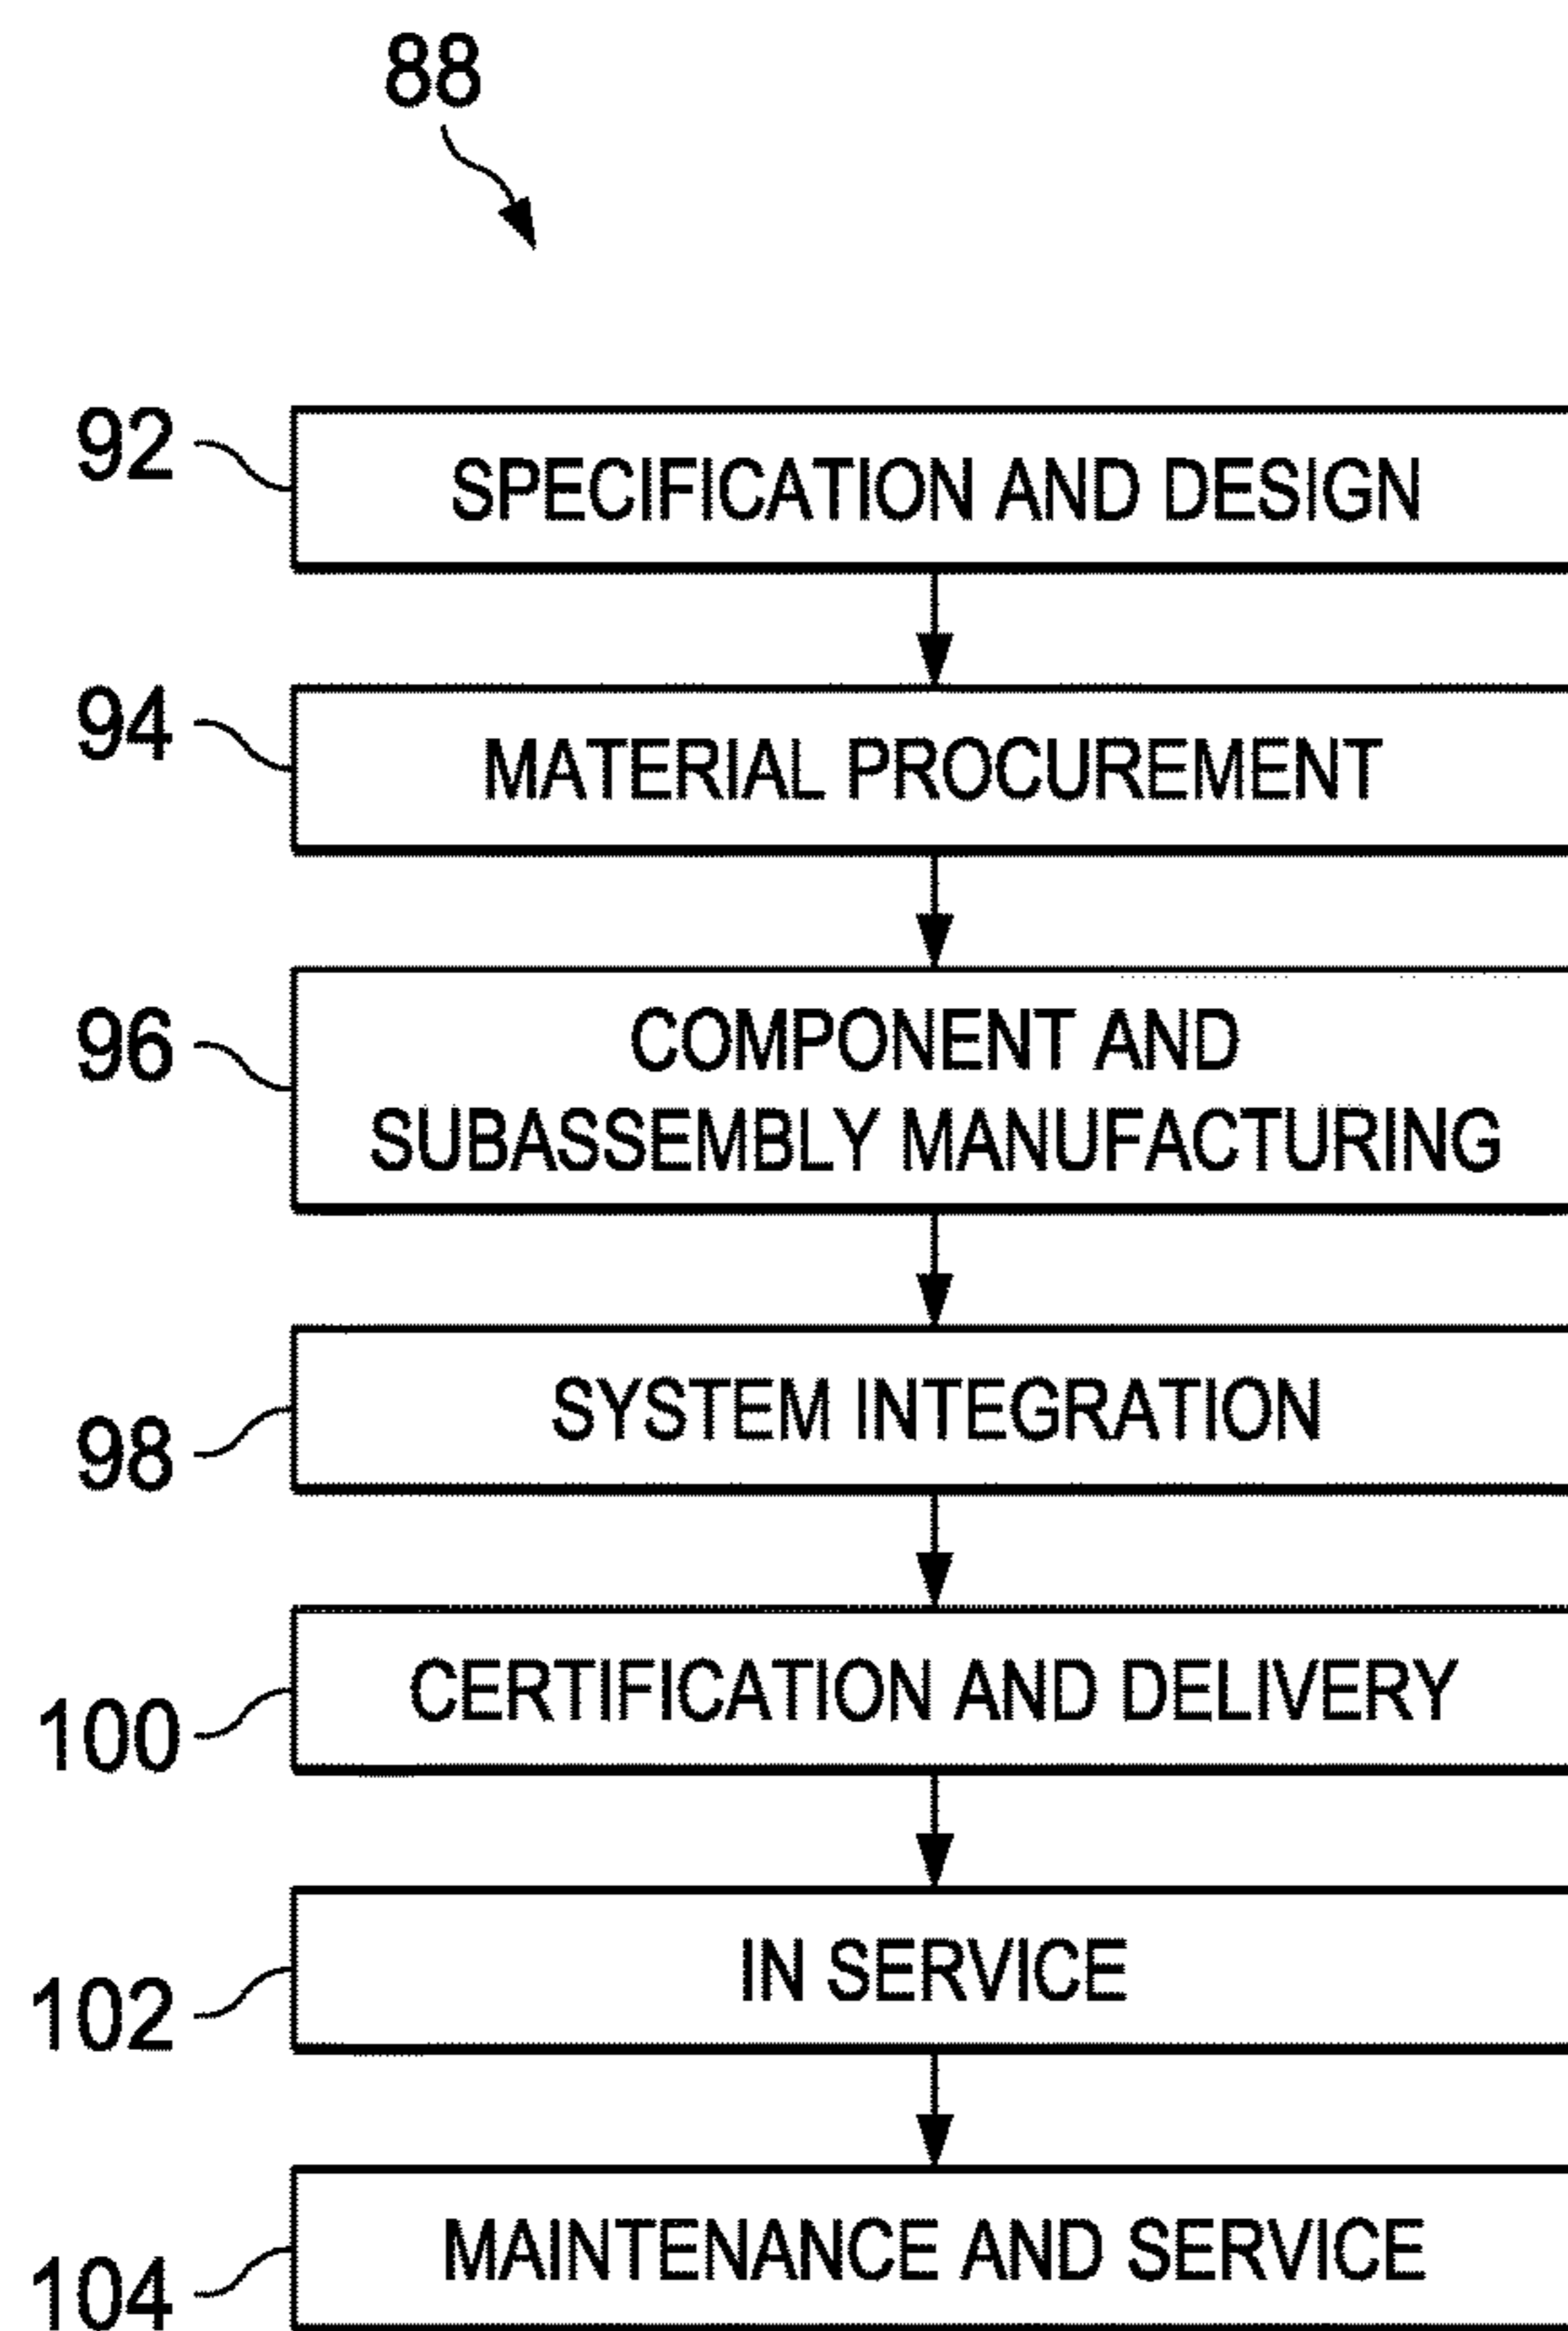 88
92
SPECIFICATION AND DESIGN
94
MATERIAL PROCUREMENT
96
COMPONENT AND
SUBASSEMBLY MANUFACTURING
98
SYSTEM INTEGRATION
100
CERTIFICATION AND DELIVERY
102
IN SERVICE
104
MAINTENANCE AND SERVICE